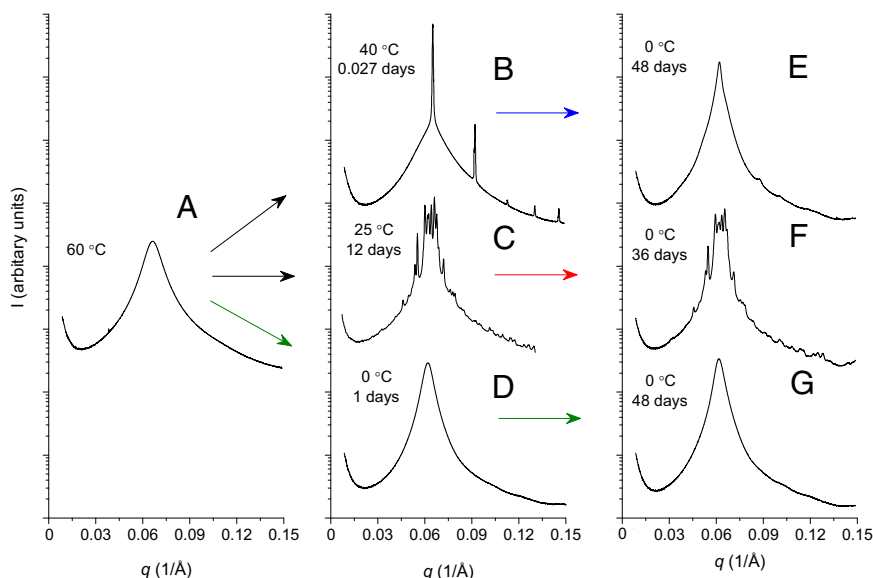 I (arbitary units)
A
60 °C
0
0.03
0.06
0.09
0.12
0.15
q (1/Å)
40 °C
0.027 days
B
25 °C
12 days
C
0 °C
1 days
D
0
0.03
0.06
0.09
0.12
0.15
q (1/Å)
0 °C
48 days
E
0 °C
36 days
F
0 °C
48 days
G
0
0.03
0.06
0.09
0.12
0.15
q (1/Å)